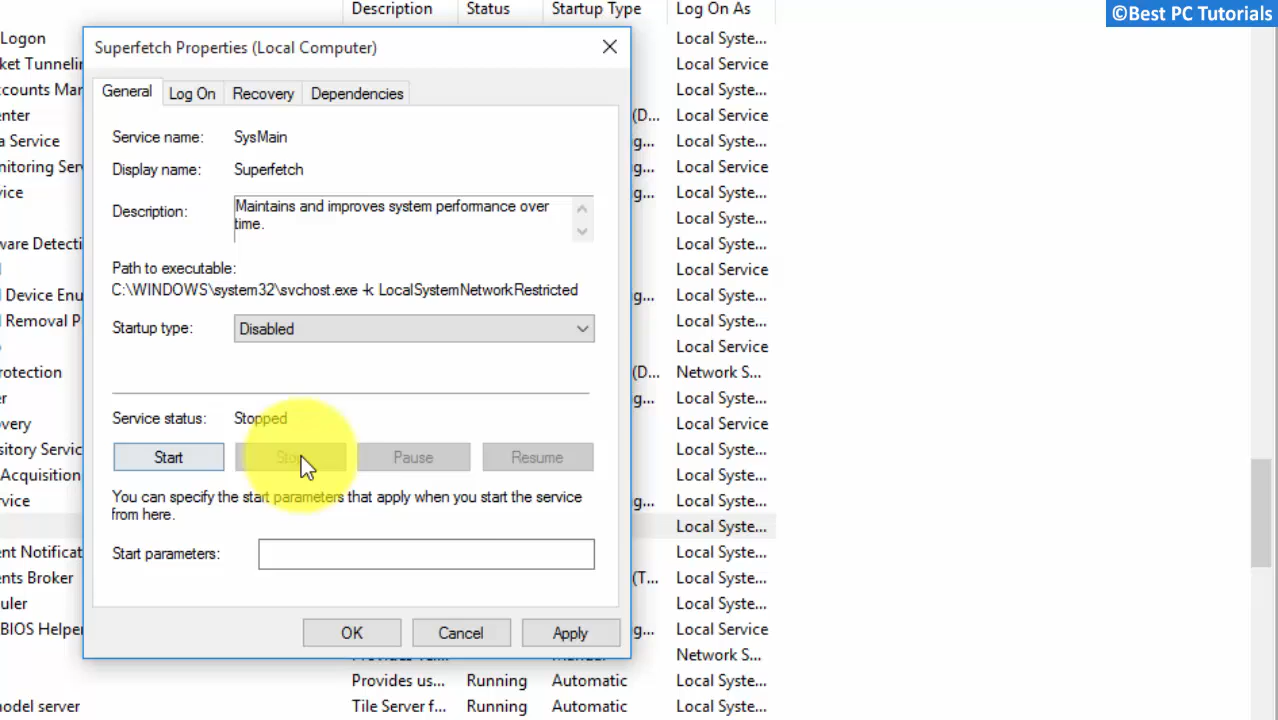 Description Status Startup Type Log On As
©Best PC Tutorials
Logon Local Syste...
ket Tunnelin Local Service
ccounts Man Local Syste...
enter (D... Local Service
a Service g... Local Syste...
nitoring Serv Local Service
vice g... Local Syste...
Local Syste...
ware Detecti Local Syste...
Local Service
l Device Enu g... Local Syste...
l Removal P Local Syste...
Local Service
rotection (D... Network S...
er g... Local Syste...
overy Local Service
ository Servic Local Syste...
Acquisition Local Syste...
rvice g... Local Syste...
Local Syste...
ent Notificat Local Syste...
ents Broker (T... Local Syste...
uler Local Syste...
BIOS Helper g... Local Service
Network S...
Provides us... Running Automatic Local Syste...
model server Tile Server f... Running Automatic Local Syste...
Superfetch Properties (Local Computer)
General Log On Recovery Dependencies
Service name: SysMain
Display name: Superfetch
Description: Maintains and improves system performance over
time.
Path to executable:
C:\WINDOWS\system32\svchost.exe -k LocalSystemNetworkRestricted
Startup type: Disabled
Service status: Stopped
Start Stop Pause Resume
You can specify the start parameters that apply when you start the service
from here.
Start parameters:
OK Cancel Apply